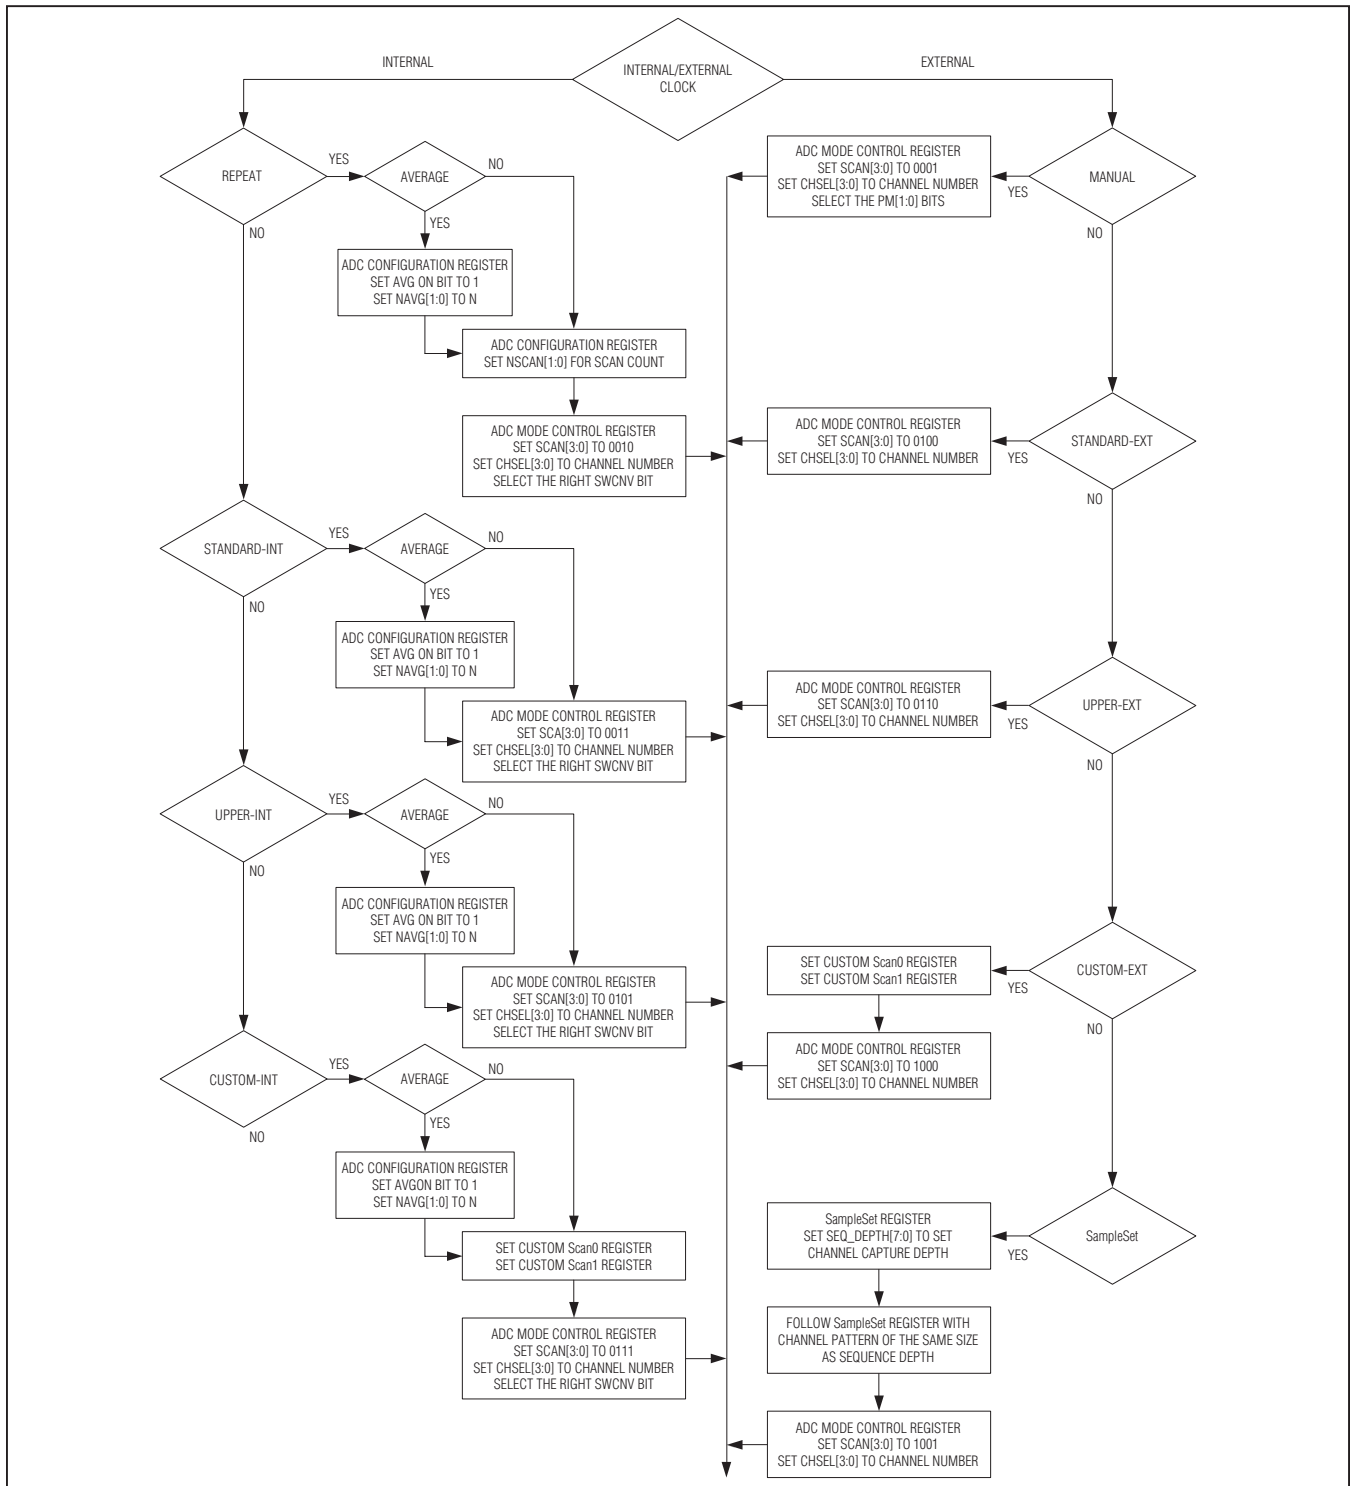 INTERNAL
INTERNAL/EXTERNAL
CLOCK
EXTERNAL
REPEAT
YES
AVERAGE
NO
YES
NO
ADC CONFIGURATION REGISTER
SET AVG ON BIT TO 1
SET NAVG[1:0] TO N
ADC CONFIGURATION REGISTER
SET NSCAN[1:0] FOR SCAN COUNT
ADC MODE CONTROL REGISTER
SET SCAN[3:0] TO 0010
SET CHSEL[3:0] TO CHANNEL NUMBER
SELECT THE RIGHT SWCNV BIT
STANDARD-INT
YES
AVERAGE
NO
YES
NO
ADC CONFIGURATION REGISTER
SET AVG ON BIT TO 1
SET NAVG[1:0] TO N
ADC MODE CONTROL REGISTER
SET SCA[3:0] TO 0011
SET CHSEL[3:0] TO CHANNEL NUMBER
SELECT THE RIGHT SWCNV BIT
UPPER-INT
YES
AVERAGE
NO
YES
NO
ADC CONFIGURATION REGISTER
SET AVG ON BIT TO 1
SET NAVG[1:0] TO N
ADC MODE CONTROL REGISTER
SET SCAN[3:0] TO 0101
SET CHSEL[3:0] TO CHANNEL NUMBER
SELECT THE RIGHT SWCNV BIT
CUSTOM-INT
YES
AVERAGE
NO
YES
NO
ADC CONFIGURATION REGISTER
SET AVGON BIT TO 1
SET NAVG[1:0] TO N
SET CUSTOM Scan0 REGISTER
SET CUSTOM Scan1 REGISTER
ADC MODE CONTROL REGISTER
SET SCAN[3:0] TO 0111
SET CHSEL[3:0] TO CHANNEL NUMBER
SELECT THE RIGHT SWCNV BIT
ADC MODE CONTROL REGISTER
SET SCAN[3:0] TO 0001
SET CHSEL[3:0] TO CHANNEL NUMBER
SELECT THE PM[1:0] BITS
YES
MANUAL
NO
ADC MODE CONTROL REGISTER
SET SCAN[3:0] TO 0100
SET CHSEL[3:0] TO CHANNEL NUMBER
YES
STANDARD-EXT
NO
ADC MODE CONTROL REGISTER
SET SCAN[3:0] TO 0110
SET CHSEL[3:0] TO CHANNEL NUMBER
YES
UPPER-EXT
NO
SET CUSTOM Scan0 REGISTER
SET CUSTOM Scan1 REGISTER
YES
CUSTOM-EXT
NO
ADC MODE CONTROL REGISTER
SET SCAN[3:0] TO 1000
SET CHSEL[3:0] TO CHANNEL NUMBER
SampleSet REGISTER
SET SEQ_DEPTH[7:0] TO SET
CHANNEL CAPTURE DEPTH
YES
SampleSet
FOLLOW SampleSet REGISTER WITH
CHANNEL PATTERN OF THE SAME SIZE
AS SEQUENCE DEPTH
ADC MODE CONTROL REGISTER
SET SCAN[3:0] TO 1001
SET CHSEL[3:0] TO CHANNEL NUMBER